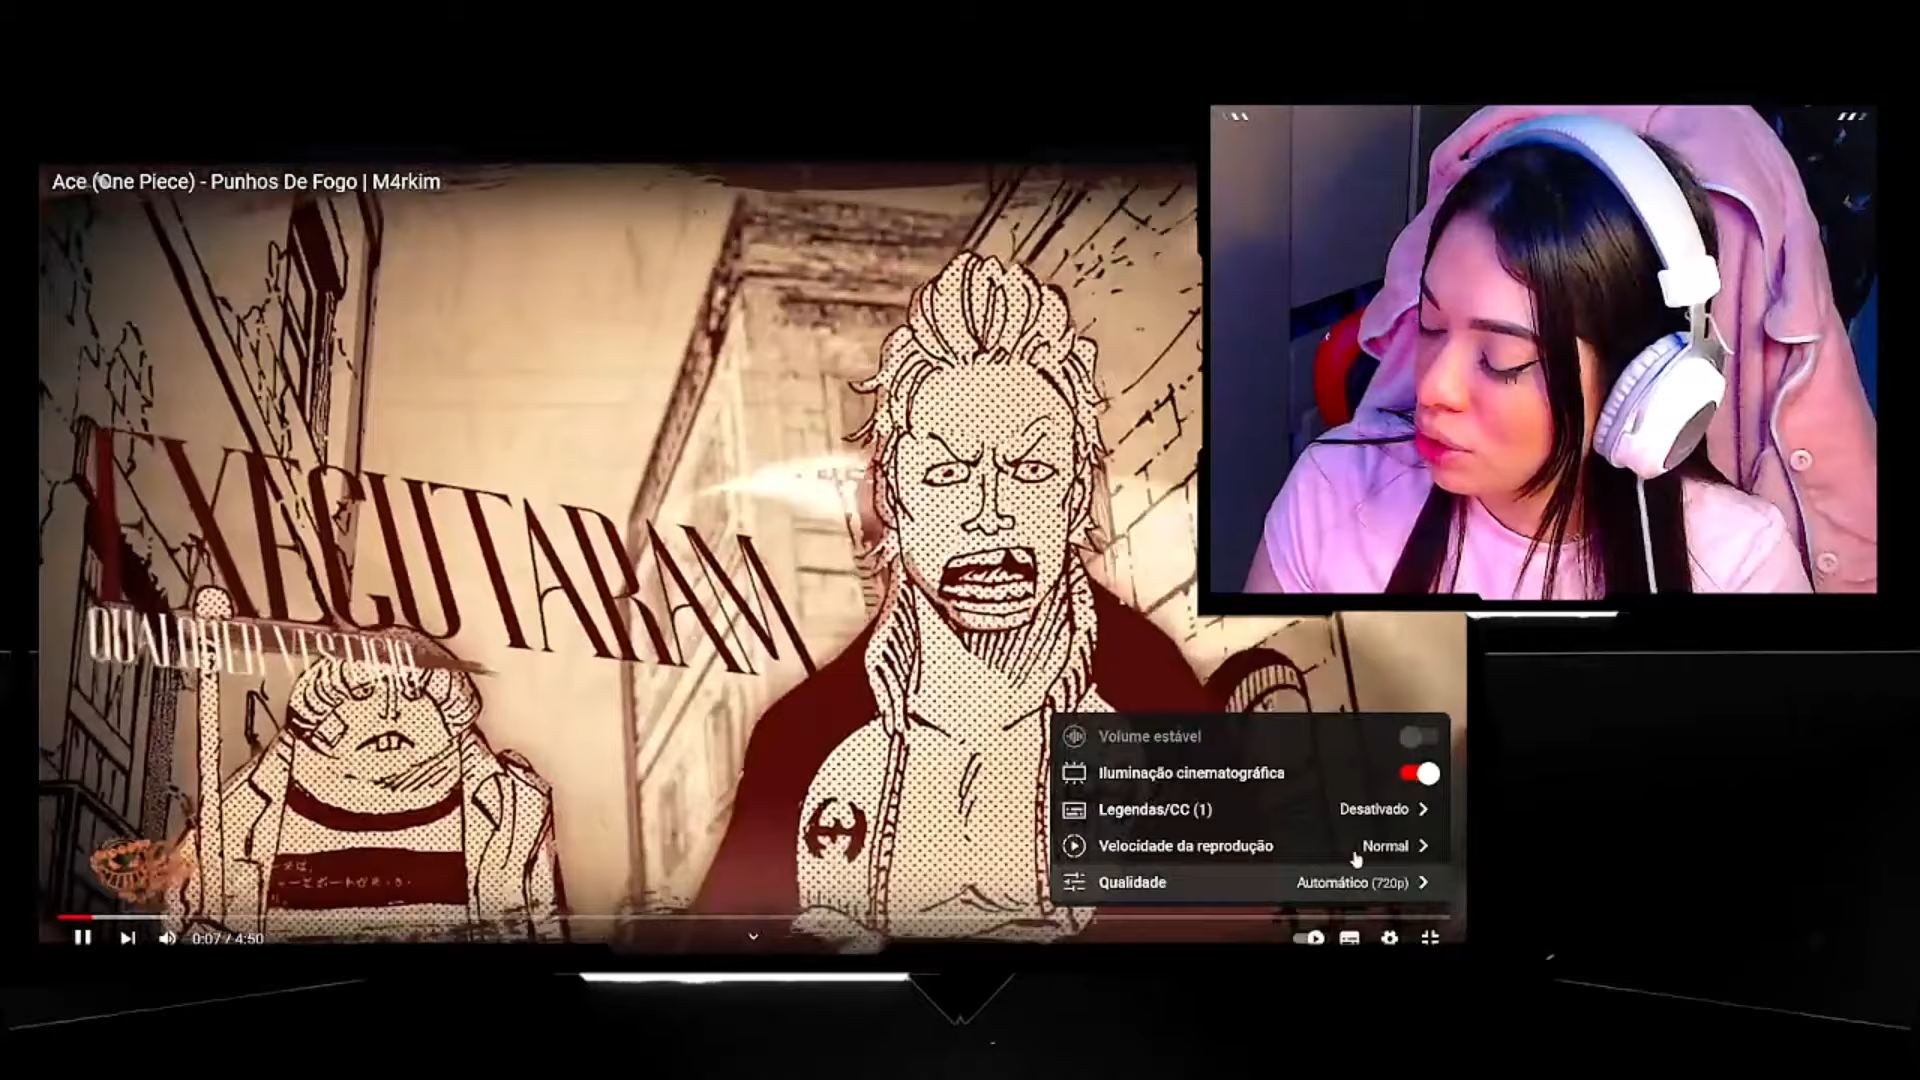 Ace (One Piece) - Punhos De Fogo | M4rkim
EXECUTARAM
QUALQUER VESTÍGIO
Volume estável
Iluminação cinematográfica
Legendas/CC (1) Desativado
Velocidade da reprodução Normal
Qualidade Automático (720p)
0:07 / 4:50